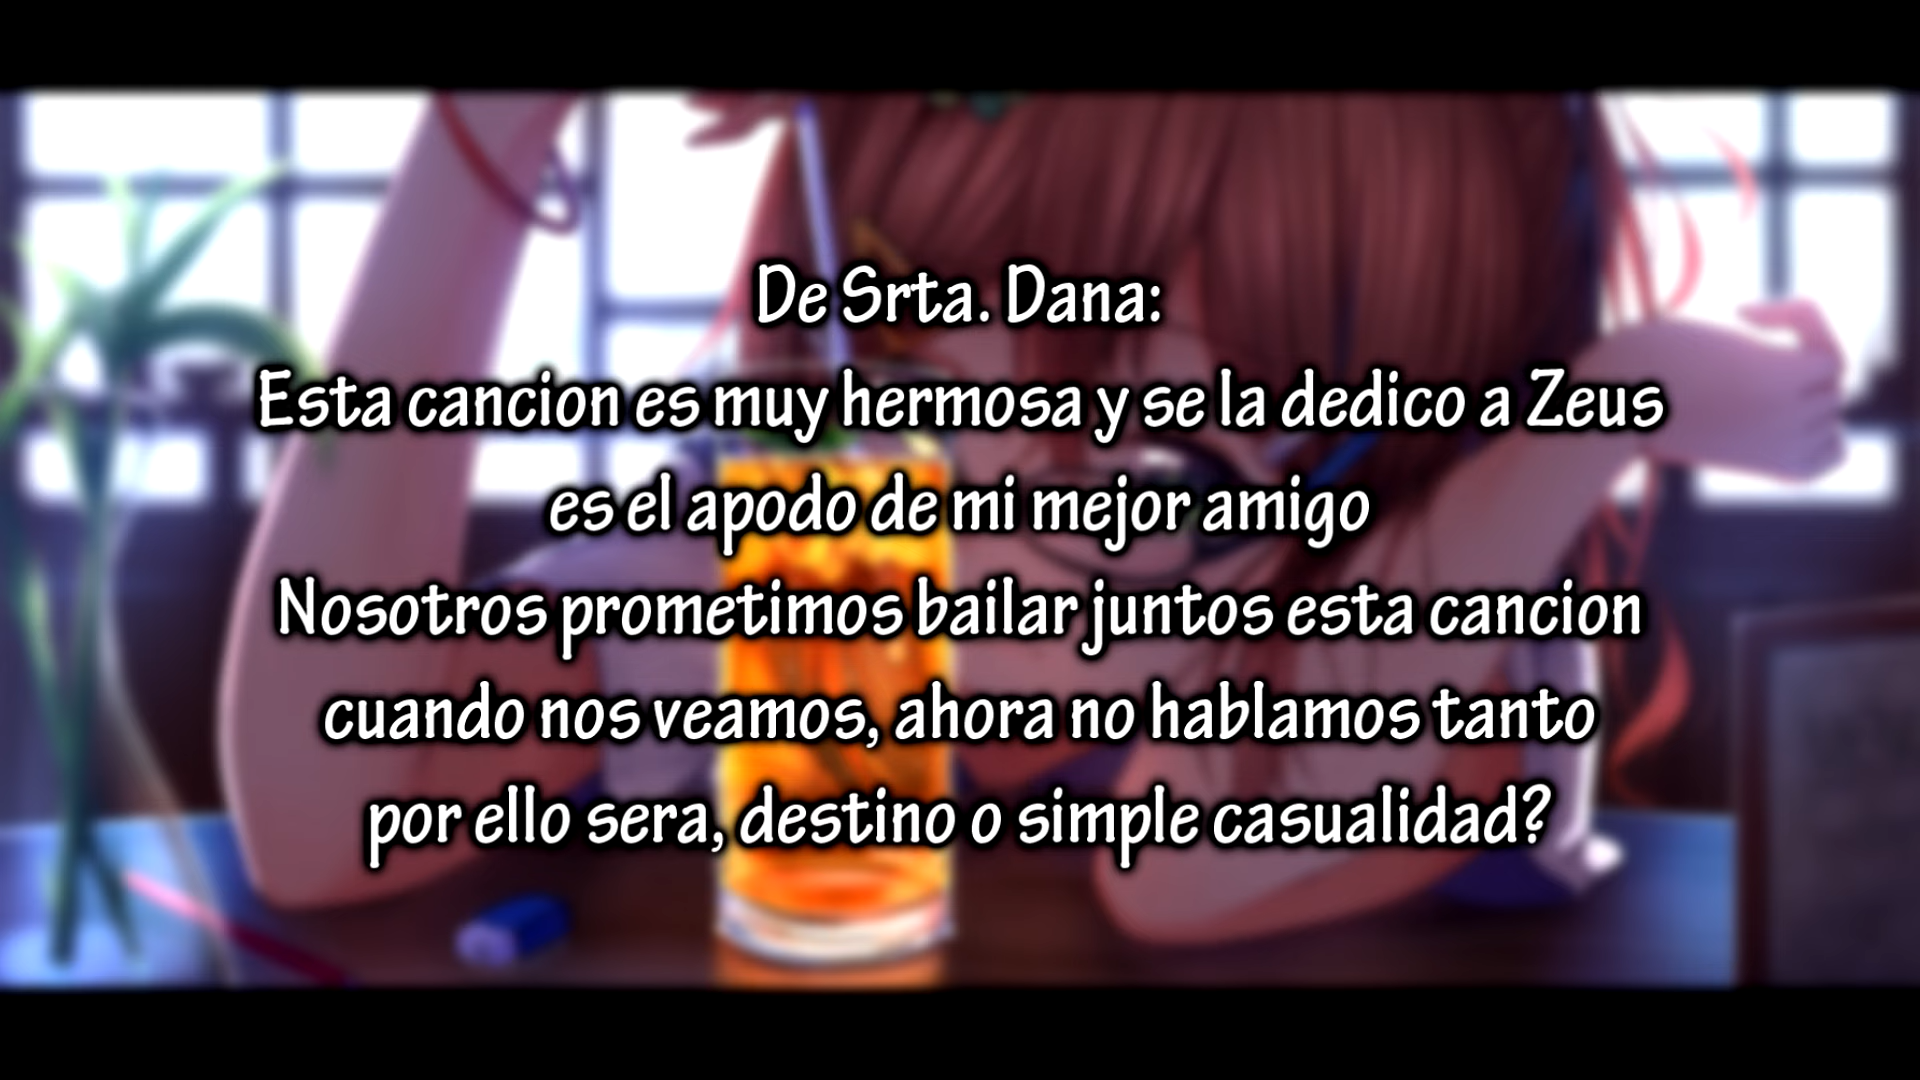 De Srta. Dana:
Esta cancion es muy hermosa y se la dedico a Zeus
es el apodo de mi mejor amigo
Nosotros prometimos bailar juntos esta cancion
cuando nos veamos, ahora no hablamos tanto
por ello sera, destino o simple casualidad?